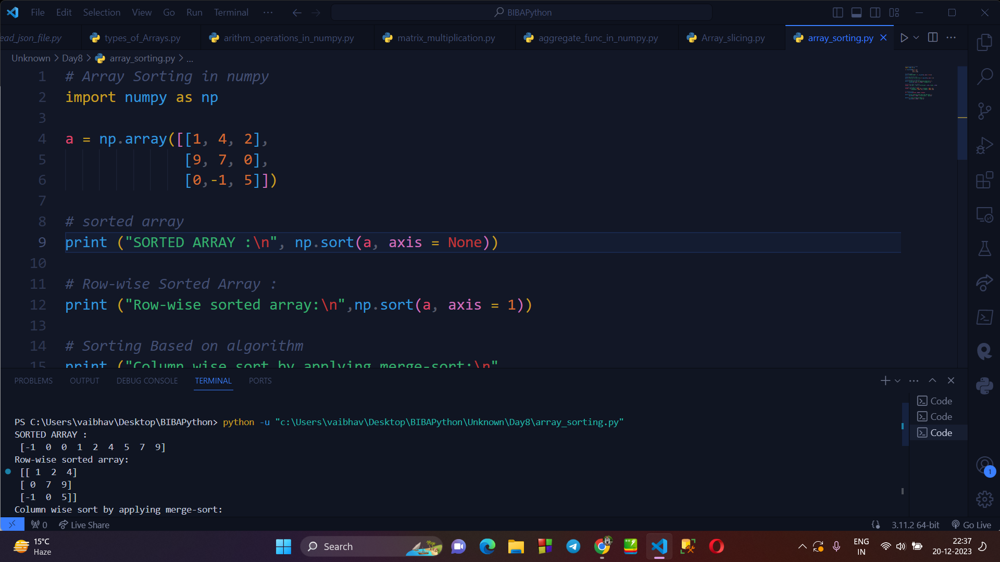 File Edit Selection View Go Run Terminal ··· BIBAPython
ead_json_file.py types_of_Arrays.py arithm_operations_in_numpy.py matrix_multiplication.py aggregate_func_in_numpy.py Array_slicing.py array_sorting.py
Unknown > Day8 > array_sorting.py > ...
1 # Array Sorting in numpy
2 import numpy as np
3
4 a = np.array([[1, 4, 2],
5 [9, 7, 0],
6 [0,-1, 5]])
7
8 # sorted array
9 print ("SORTED ARRAY :\n", np.sort(a, axis = None))
10
11 # Row-wise Sorted Array :
12 print ("Row-wise sorted array:\n",np.sort(a, axis = 1))
13
14 # Sorting Based on algorithm
15 print ("Column wise sort by applying merge-sort:\n"
PROBLEMS OUTPUT DEBUG CONSOLE TERMINAL PORTS
Code
Code
Code
PS C:\Users\vaibhav\Desktop\BIBAPython> python -u "c:\Users\vaibhav\Desktop\BIBAPython\Unknown\Day8\array_sorting.py"
SORTED ARRAY :
[-1 0 0 1 2 4 5 7 9]
Row-wise sorted array:
[[ 1 2 4]
[ 0 7 9]
[-1 0 5]]
Column wise sort by applying merge-sort:
1
0 Live Share 3.11.2 64-bit Go Live
15°C
Haze
Search
ENG
IN
22:37
20-12-2023